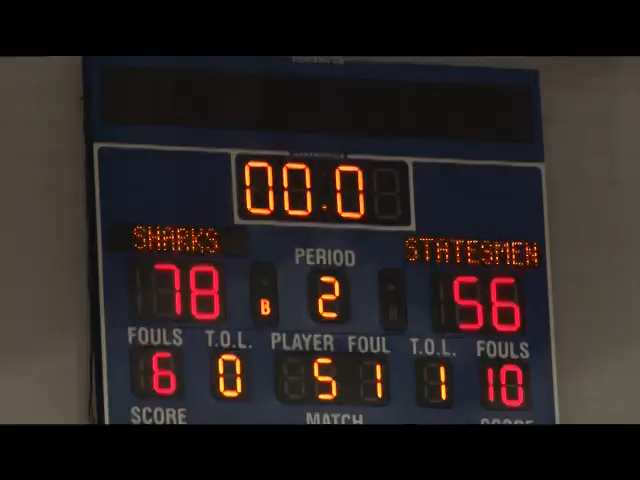 00.0
SHARKS STATESMEN
PERIOD
78 B 2 56
FOULS T.O.L. PLAYER FOUL T.O.L. FOULS
6 0 5 1 1 10
SCORE MATCH SCORE